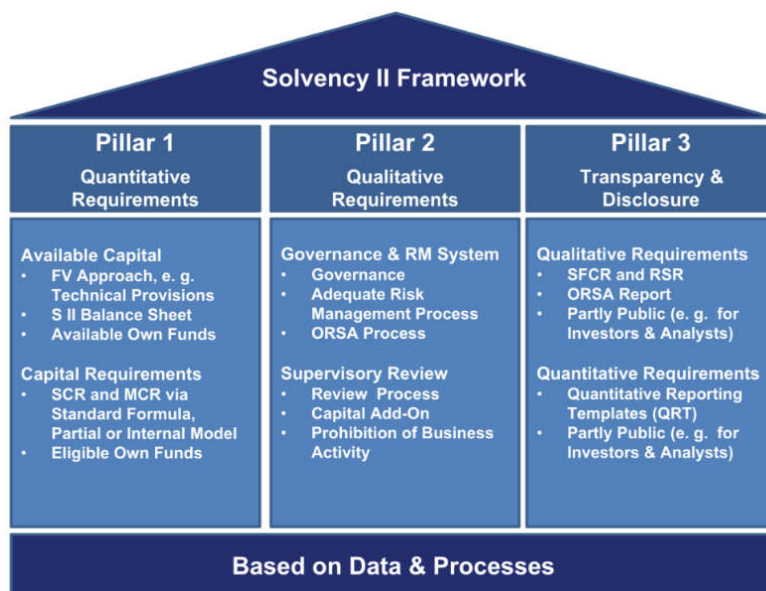 Solvency II Framework
Pillar 1
Quantitative
Requirements
Available Capital
• FV Approach, e. g.
Technical Provisions
• S II Balance Sheet
• Available Own Funds
Capital Requirements
• SCR and MCR via
Standard Formula,
Partial or Internal Model
• Eligible Own Funds
Pillar 2
Qualitative
Requirements
Governance & RM System
• Governance
• Adequate Risk
Management Process
• ORSA Process
Supervisory Review
• Review Process
• Capital Add-On
• Prohibition of Business
Activity
Pillar 3
Transparency &
Disclosure
Qualitative Requirements
• SFCR and RSR
• ORSA Report
• Partly Public (e. g. for
Investors & Analysts)
Quantitative Requirements
• Quantitative Reporting
Templates (QRT)
• Partly Public (e. g. for
Investors & Analysts)
Based on Data & Processes